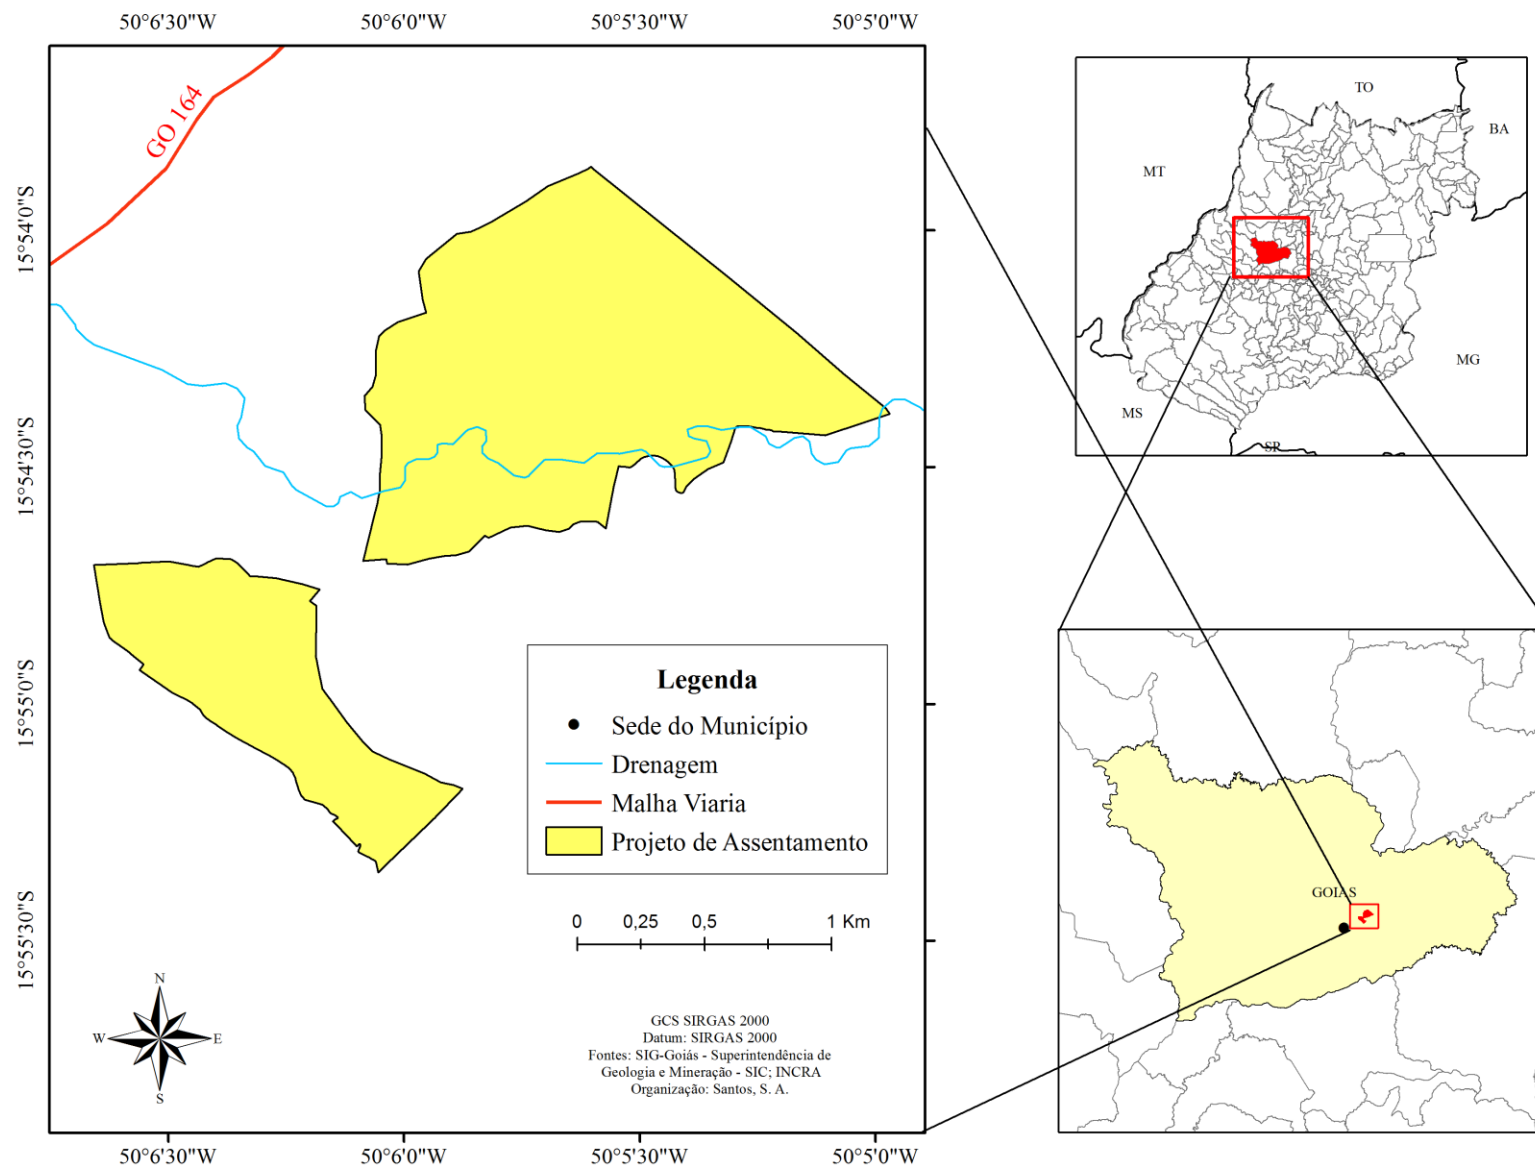 50°6'30"W
50°6'0"W
50°5'30"W
50°5'0"W
GO 164
15°54'0"S
15°54'30"S
15°55'0"S
15°55'30"S
Legenda
Sede do Município
Drenagem
Malha Viaria
Projeto de Assentamento
0 0,25 0,5 1 Km
N
W E
S
GCS SIRGAS 2000
Datum: SIRGAS 2000
Fontes: SIG-Goiás - Superintendência de
Geologia e Mineração - SIC; INCRA
Organização: Santos, S. A.
50°6'30"W
50°6'0"W
50°5'30"W
50°5'0"W
TO
BA
MT
MG
MS
SP
GOIAS